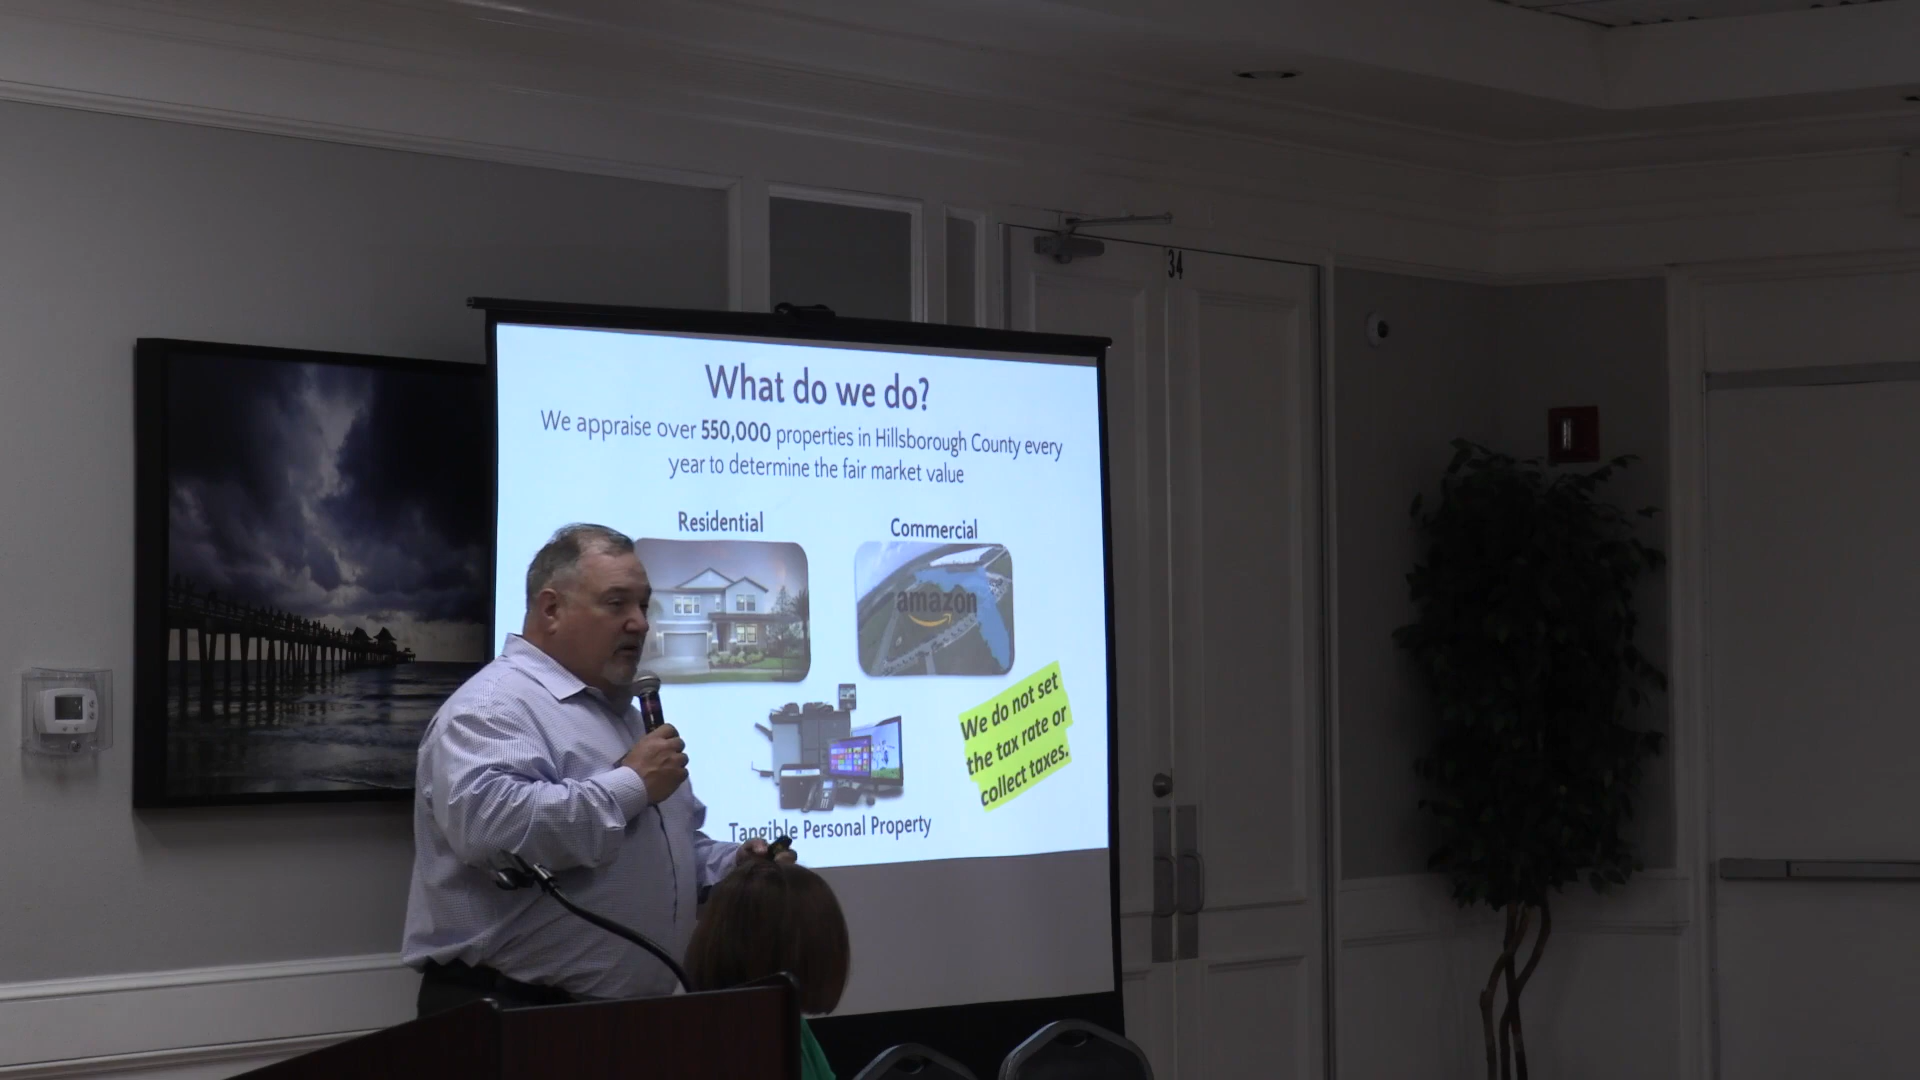 34
What do we do?
We appraise over 550,000 properties in Hillsborough County every
year to determine the fair market value
Residential
Commercial
amazon
We do not set
the tax rate or
collect taxes.
Tangible Personal Property